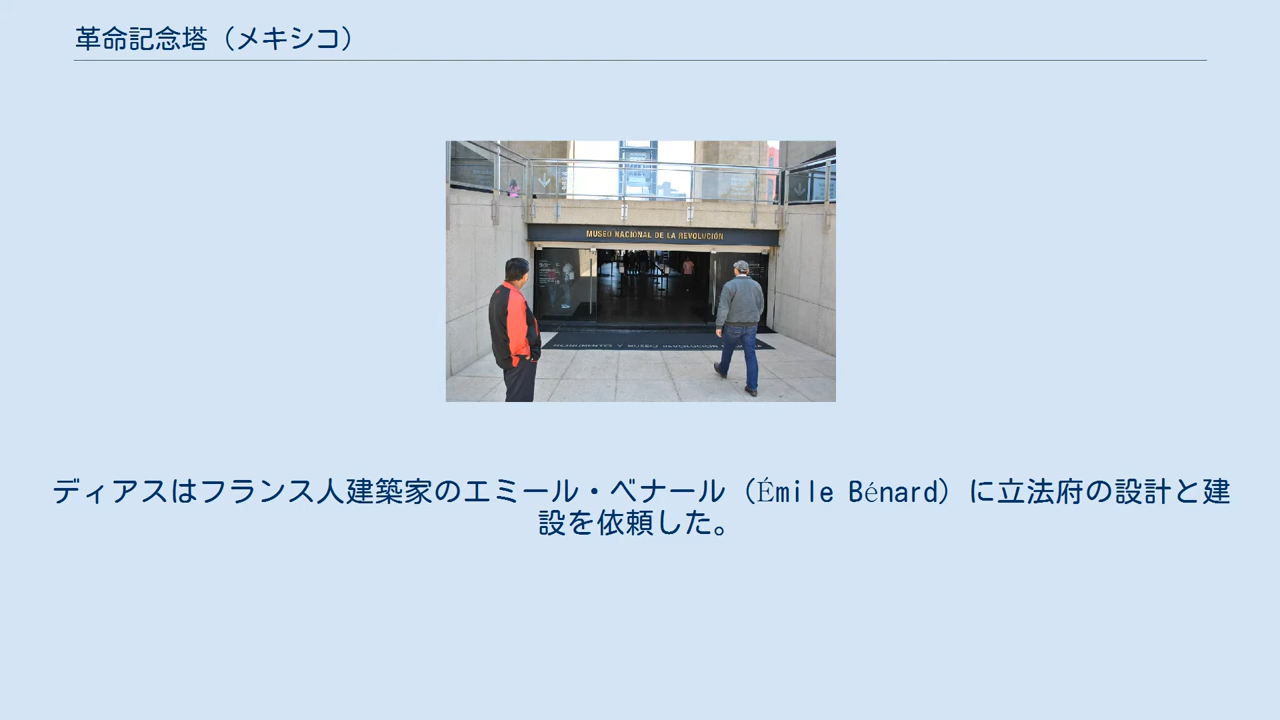 革命記念塔（メキシコ）
MUSEO NACIONAL DE LA REVOLUCIÓN
ディアスはフランス人建築家のエミール・ベナール（Émile Bénard）に立法府の設計と建
設を依頼した。